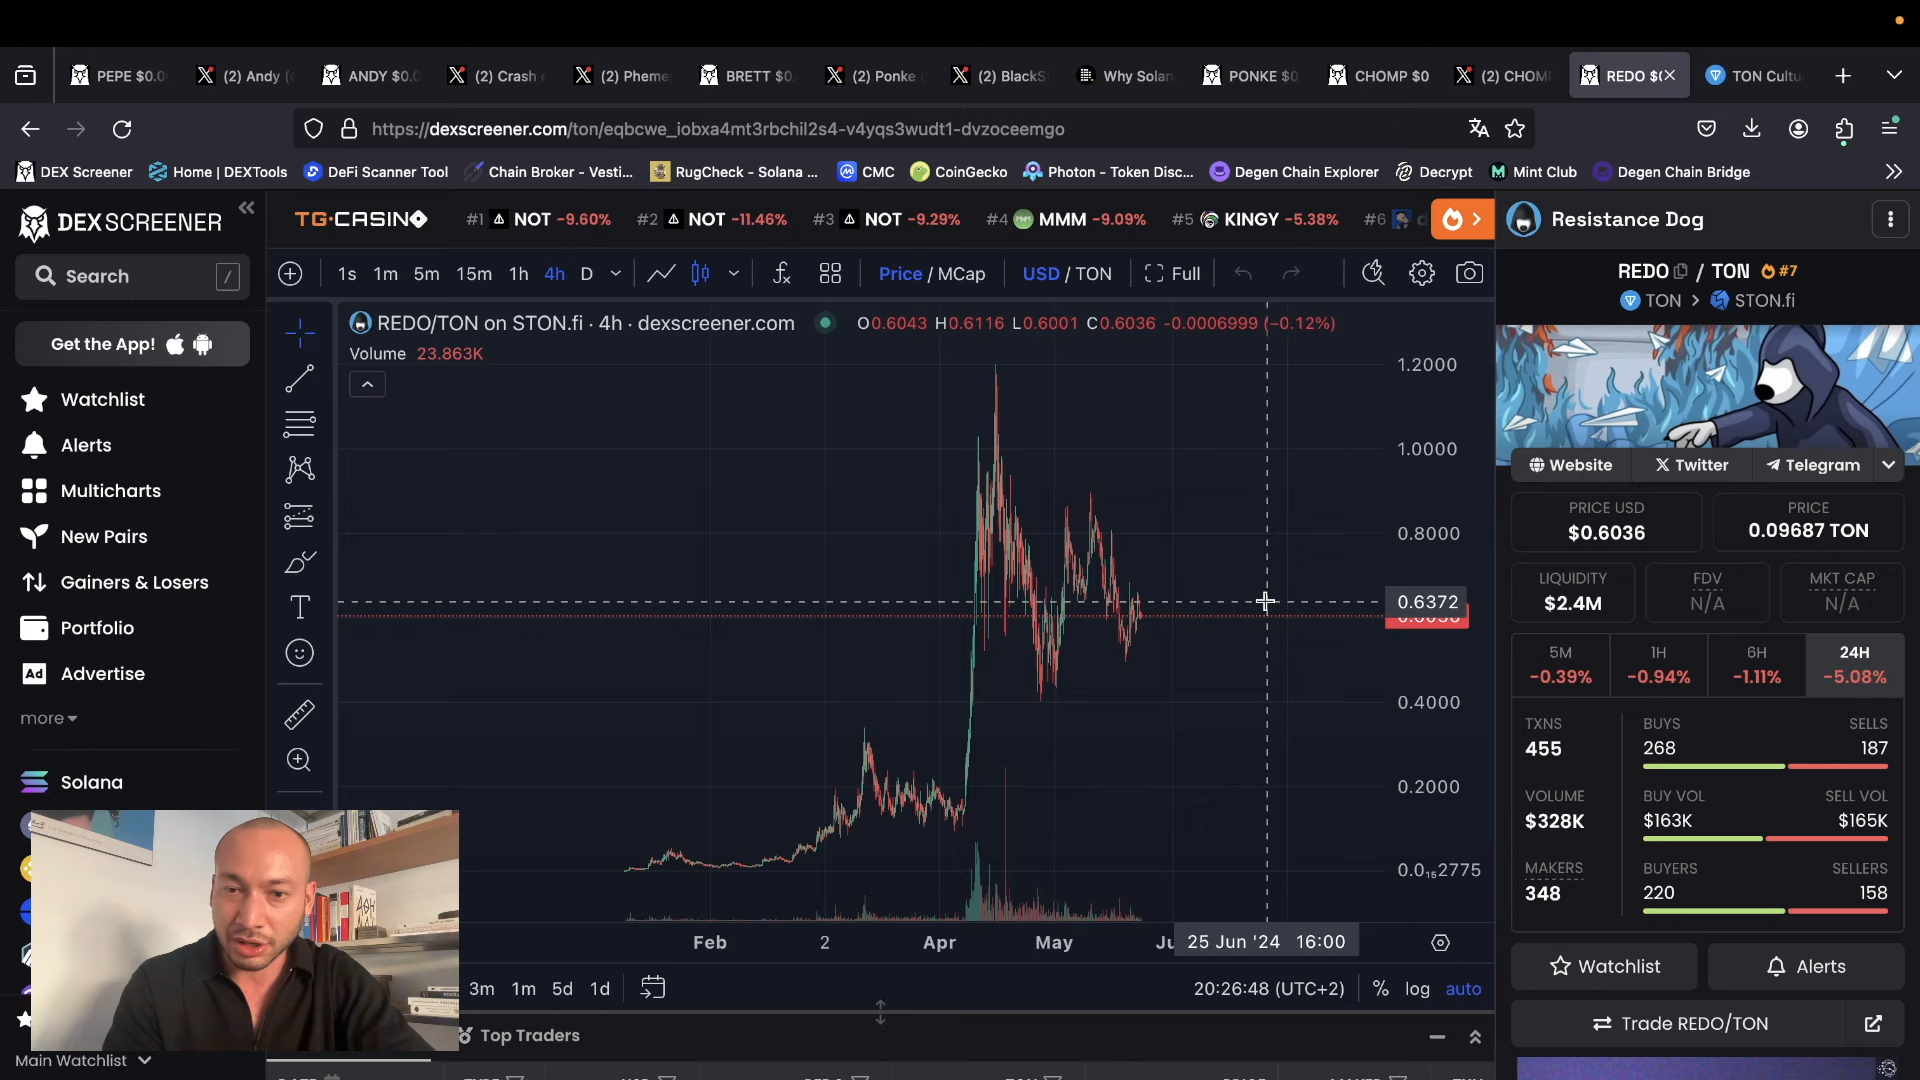 PEPE $0.0
(2) Andy (
ANDY $0.0
(2) Crash
(2) Pheme
BRETT $0.
(2) Ponke
(2) BlackS
Why Solan
PONKE $0
CHOMP $0
(2) CHOM
REDO $(
TON Cultu
https://dexscreener.com/ton/eqbcwe_iobxa4mt3rbchil2s4-v4yqs3wudt1-dvzoceemgo
DEX Screener
Home | DEXTools
DeFi Scanner Tool
Chain Broker - Vesti...
RugCheck - Solana ...
CMC
CoinGecko
Photon - Token Disc...
Degen Chain Explorer
Decrypt
Mint Club
Degen Chain Bridge
DEX SCREENER
TG·CASINO
#1 NOT -9.60%
#2 NOT -11.46%
#3 NOT -9.29%
#4 MMM -9.09%
#5 KINGY -5.38%
#6
Resistance Dog
Search /
1s 1m 5m 15m 1h 4h D
Price / MCap
USD / TON
Full
REDO / TON #7
TON > STON.fi
Get the App!
REDO/TON on STON.fi · 4h · dexscreener.com
O0.6043 H0.6116 L0.6001 C0.6036 -0.0006999 (-0.12%)
Volume 23.863K
Watchlist
Alerts
Multicharts
New Pairs
Gainers & Losers
Portfolio
Ad Advertise
more
Solana
Main Watchlist
1.2000
1.0000
0.8000
0.6372
0.4000
0.2000
0.0₁₅2775
Feb
2
Apr
May
25 Jun '24 16:00
3m 1m 5d 1d
20:26:48 (UTC+2)
% log auto
Top Traders
Website
Twitter
Telegram
PRICE USD
$0.6036
PRICE
0.09687 TON
LIQUIDITY
$2.4M
FDV
N/A
MKT CAP
N/A
5M
-0.39%
1H
-0.94%
6H
-1.11%
24H
-5.08%
TXNS
455
BUYS
268
SELLS
187
VOLUME
$328K
BUY VOL
$163K
SELL VOL
$165K
MAKERS
348
BUYERS
220
SELLERS
158
Watchlist
Alerts
Trade REDO/TON